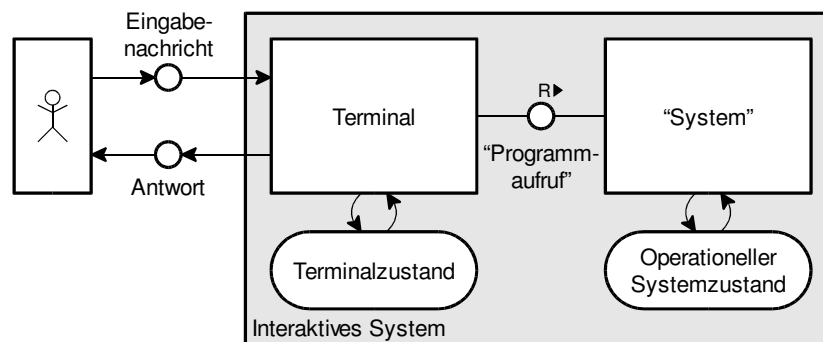 Eingabe-
nachricht
Antwort
Terminal
R▶
“Programm-
aufruf”
“System”
Terminalzustand
Operationeller
Systemzustand
Interaktives System